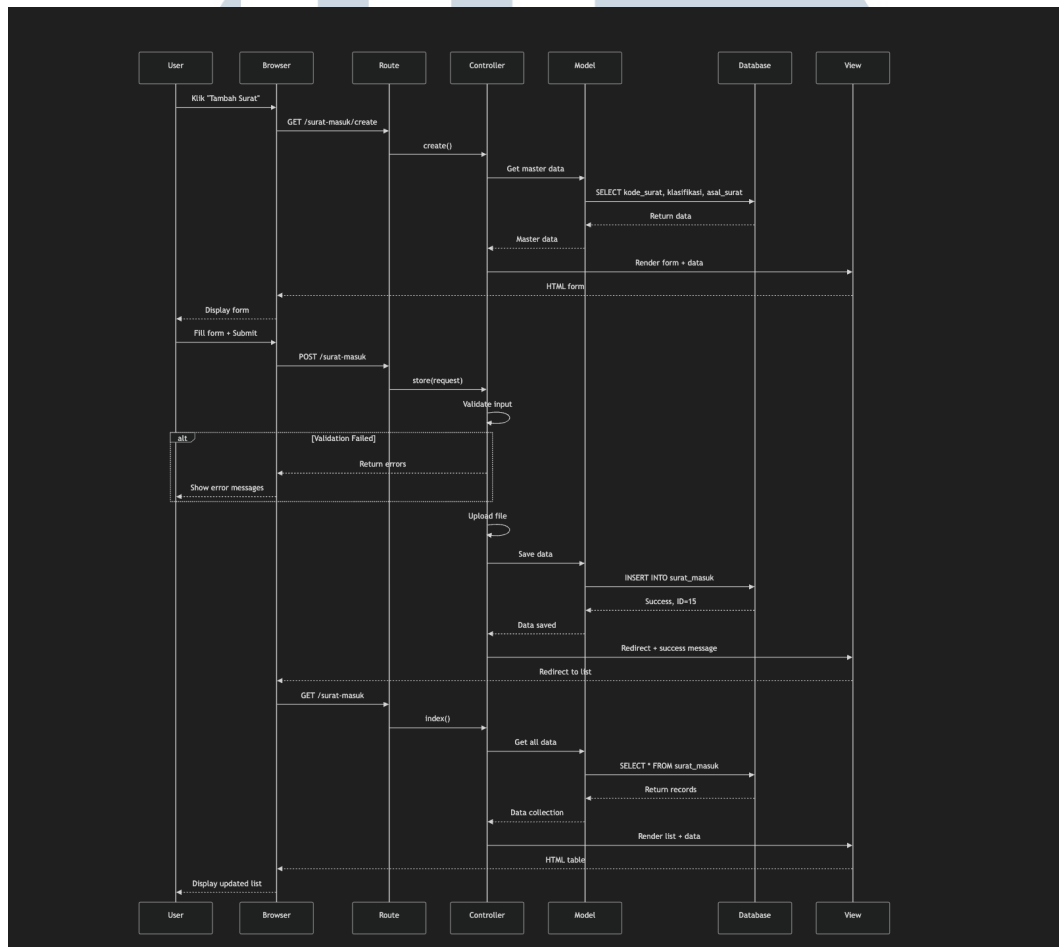 User Browser Route Controller Model Database View
Klik "Tambah Surat"
GET /surat-masuk/create
create()
Get master data
SELECT kode_surat, klasifikasi, asal_surat
Return data
Master data
Render form + data
HTML form
Display form
Fill form + Submit
POST /surat-masuk
store(request)
Validate input
alt [Validation Failed]
Return errors
Show error messages
Upload file
Save data
INSERT INTO surat_masuk
Success, ID=15
Data saved
Redirect + success message
Redirect to list
GET /surat-masuk
index()
Get all data
SELECT * FROM surat_masuk
Return records
Data collection
Render list + data
HTML table
Display updated list
User Browser Route Controller Model Database View